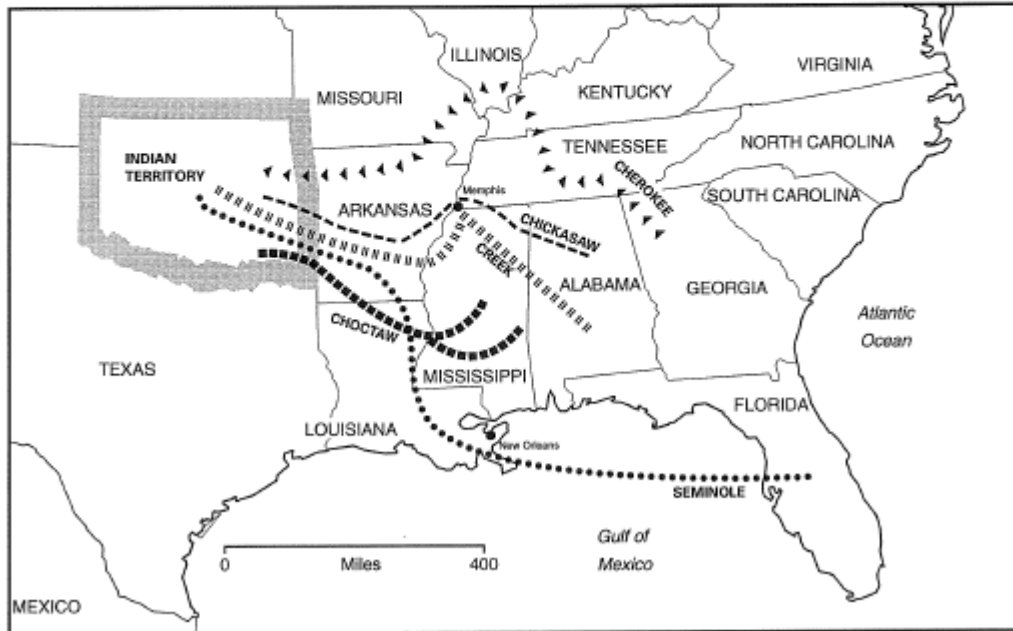 ILLINOIS
VIRGINIA
MISSOURI
KENTUCKY
NORTH CAROLINA
TENNESSEE
INDIAN
TERRITORY
CHEROKEE
Memphis
SOUTH CAROLINA
ARKANSAS
CHICKASAW
CREEK
ALABAMA
GEORGIA
Atlantic
Ocean
CHOCTAW
TEXAS
MISSISSIPPI
FLORIDA
LOUISIANA
New Orleans
SEMINOLE
Gulf of
Mexico
0 Miles 400
MEXICO